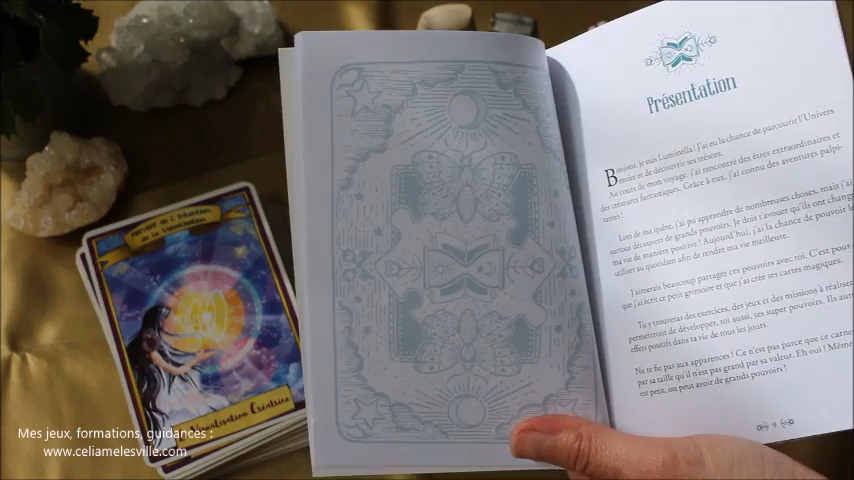 Pouvoir de l'Intention
de la Visualisation
Visualisation Créatrice
Mes jeux, formations, guidances :
www.celiamelesville.com
Présentation
Bonjour, je suis Luminella ! J'ai eu la chance de parcourir l'Univers
entier et de découvrir ses trésors.
Au cours de mon voyage, j'ai rencontré des êtres extraordinaires et
des créatures fantastiques. Grâce à eux, j'ai connu des aventures palpi-
tantes !
Lors de ma quête, j'ai pu apprendre de nombreuses choses, mais j'ai
surtout découvert de grands pouvoirs. Je dois t'avouer qu'ils ont changé
ma vie de manière positive ! Aujourd'hui, j'ai la chance de pouvoir les
utiliser au quotidien afin de rendre ma vie meilleure.
J'aimerais beaucoup partager ces pouvoirs avec toi. C'est pour
que j'ai écrit ce petit grimoire et que j'ai créé ses cartes magiques.
Tu y trouveras des exercices, des jeux et des missions à réaliser
permettront de développer, toi aussi, tes super pouvoirs. Ils auront
effets positifs dans ta vie de tous les jours.
Ne te fie pas aux apparences ! Ce n'est pas parce que ce carnet
par sa taille qu'il n'est pas grand par sa valeur. Eh oui ! Même
est petit, on peut avoir de grands pouvoirs !
9